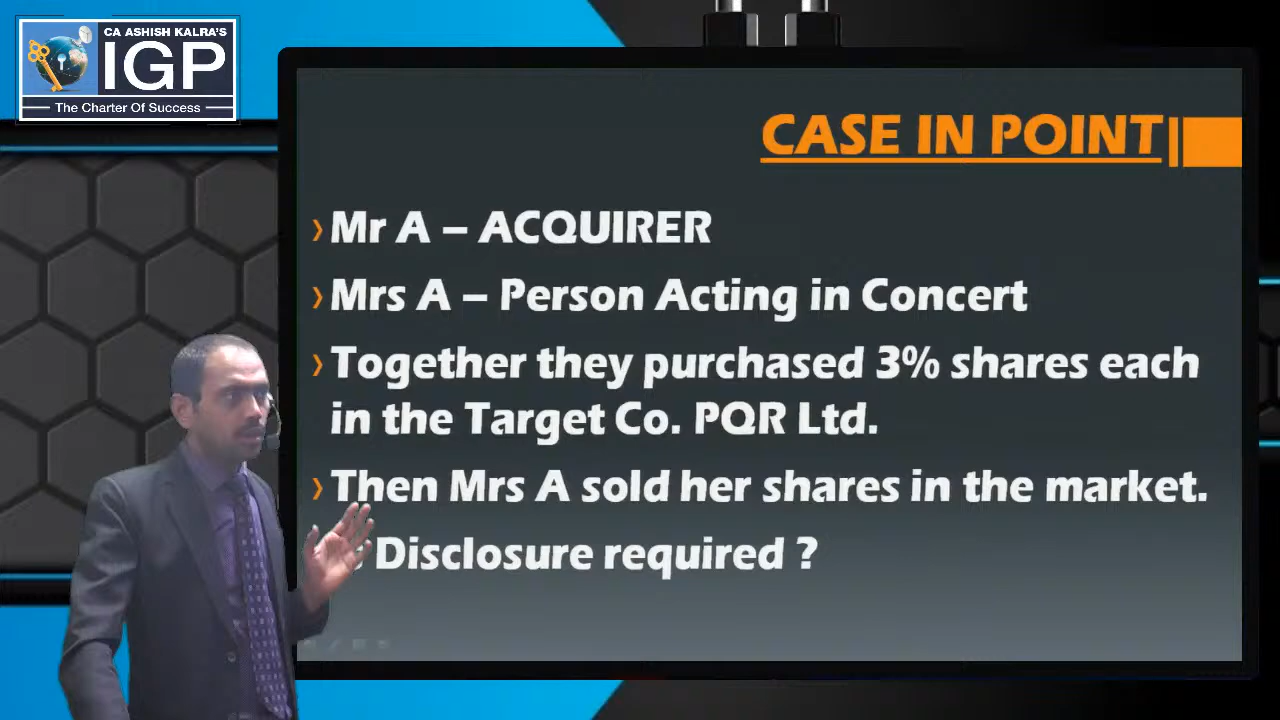 CA ASHISH KALRA'S
IGP
The Charter Of Success
CASE IN POINT
Mr A – ACQUIRER
Mrs A – Person Acting in Concert
Together they purchased 3% shares each
in the Target Co. PQR Ltd.
Then Mrs A sold her shares in the market.
Disclosure required ?